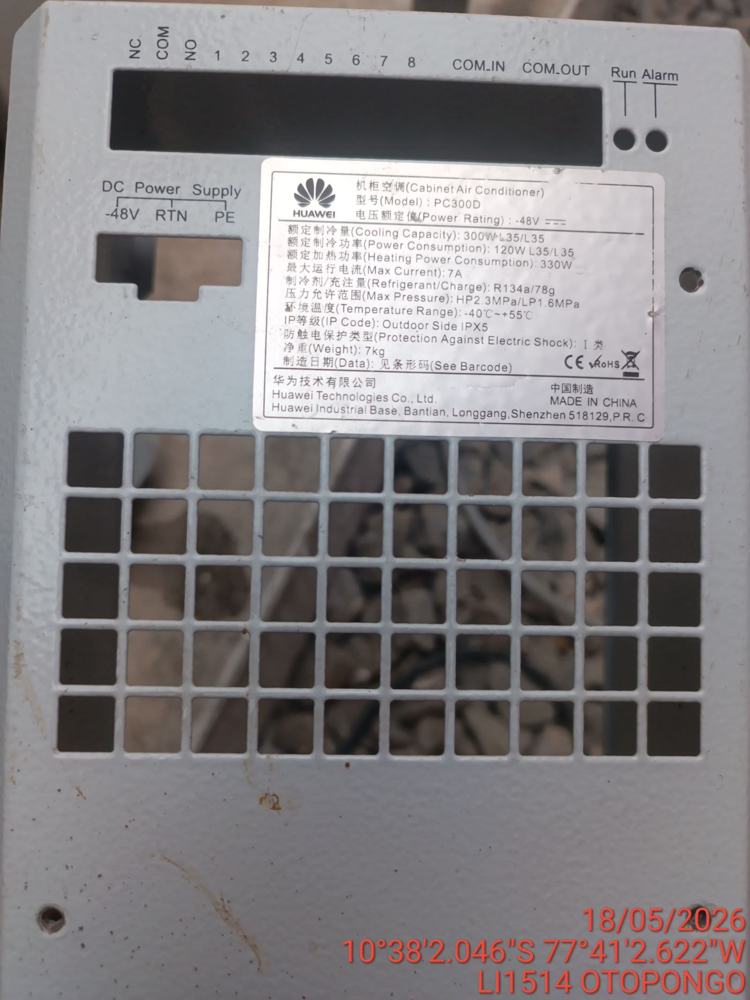 NC COM NO 1 2 3 4 5 6 7 8 COM-IN COM-OUT Run Alarm
DC Power Supply
-48V RTN PE
HUAWEI
机柜空调(Cabinet Air Conditioner)
型号(Model) : PC300D
电压额定值(Power Rating) : -48V
额定制冷量(Cooling Capacity): 300W L35/L35
额定制冷功率(Power Consumption): 120W L35/L35
额定加热功率(Heating Power Consumption): 330W
最大运行电流(Max Current): 7A
制冷剂/充注量(Refrigerant/Charge): R134a/78g
压力允许范围(Max Pressure): HP2.3MPa/LP1.6MPa
环境温度(Temperature Range): -40℃~+55℃
IP等级(IP Code): Outdoor Side IPX5
防触电保护类型(Protection Against Electric Shock): I 类
净重(Weight): 7kg
制造日期(Data): 见条形码(See Barcode)
CE RoHS
华为技术有限公司
Huawei Technologies Co., Ltd.
中国制造
MADE IN CHINA
Huawei Industrial Base, Bantian, Longgang,Shenzhen 518129,P.R. C
18/05/2026
10°38'2.046"S 77°41'2.622"W
LI1514 OTOPONGO